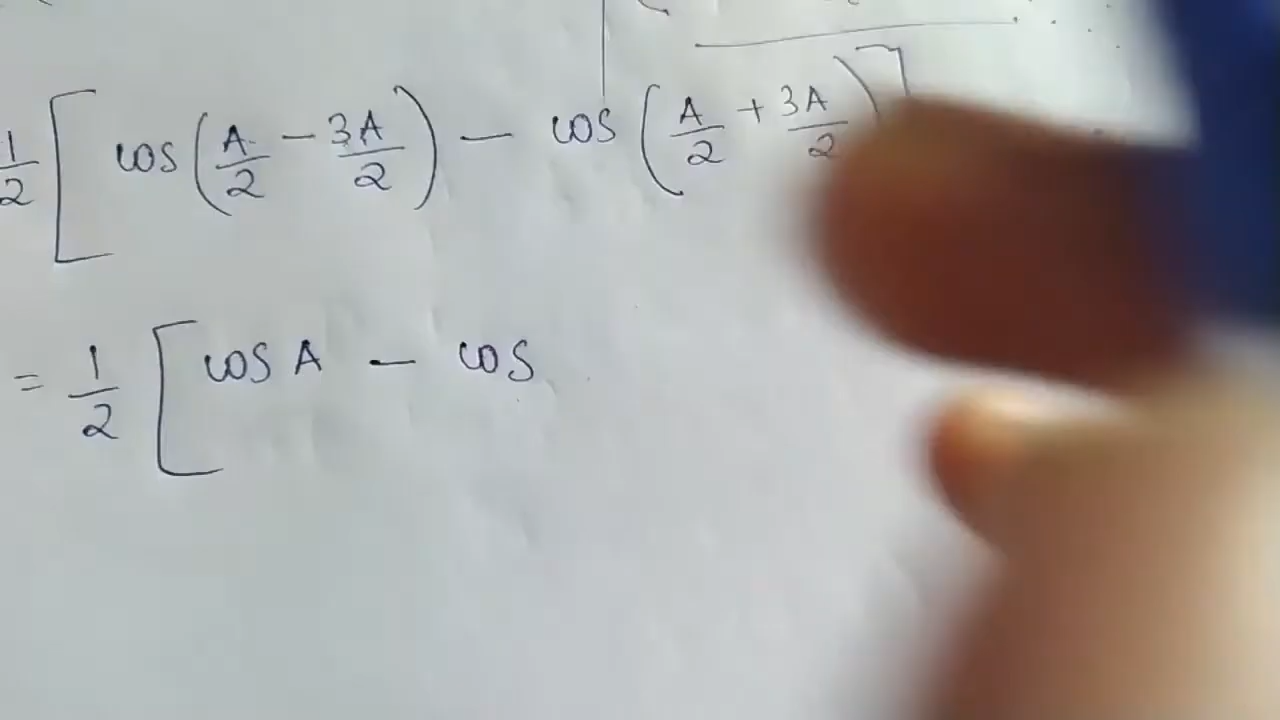 1/2 [ cos(A/2 - 3A/2) - cos(A/2 + 3A/2) ]
= 1/2 [ cos A - cos